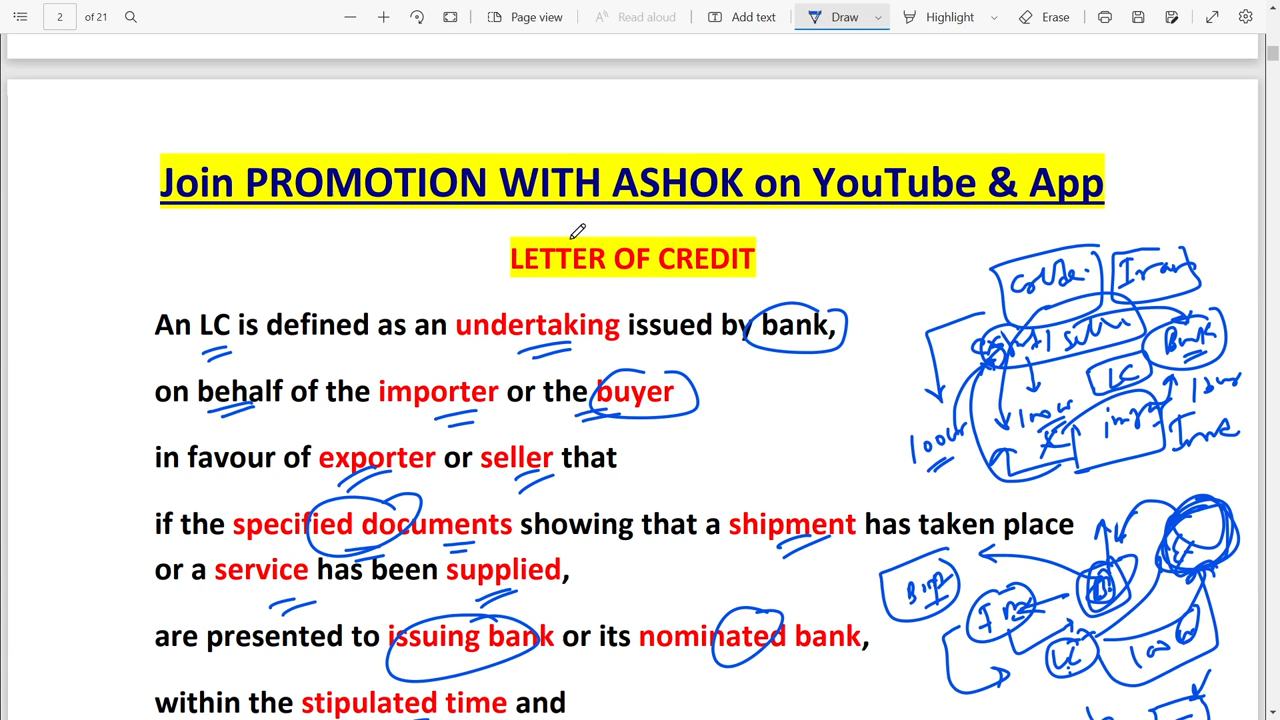 2 of 21 Page view Read aloud Add text Draw Highlight Erase
Join PROMOTION WITH ASHOK on YouTube & App
LETTER OF CREDIT
An LC is defined as an undertaking issued by bank,
on behalf of the importer or the buyer
in favour of exporter or seller that
if the specified documents showing that a shipment has taken place
or a service has been supplied,
are presented to issuing bank or its nominated bank,
within the stipulated time and
Bank
LC
LC